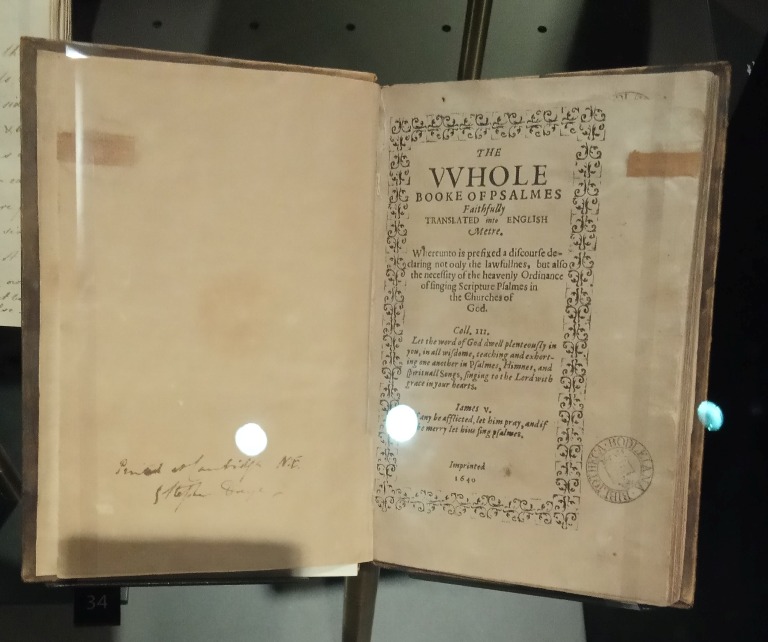 N.E.
THE
VVHOLE
BOOKE OF PSALMES
Faithfully
TRANSLATED into ENGLISH
Metre.
Whereunto is prefixed a discourse de-
claring not only the lawfullnes, but also
the necessity of the heavenly Ordinance
of singing Scripture Psalmes in
the Churches of
God.
Coll. III.
Let the word of God dwell plenteously in
you, in all wisdome, teaching and exhort-
ing one another in Psalmes, Himnes, and
spirituall Songs, singing to the Lord with
grace in your hearts.
Iames V.
any be afflicted, let him pray, and if
merry let him sing psalmes.
Imprinted
1640
BIBLIOTHECA BODLEIANA
34